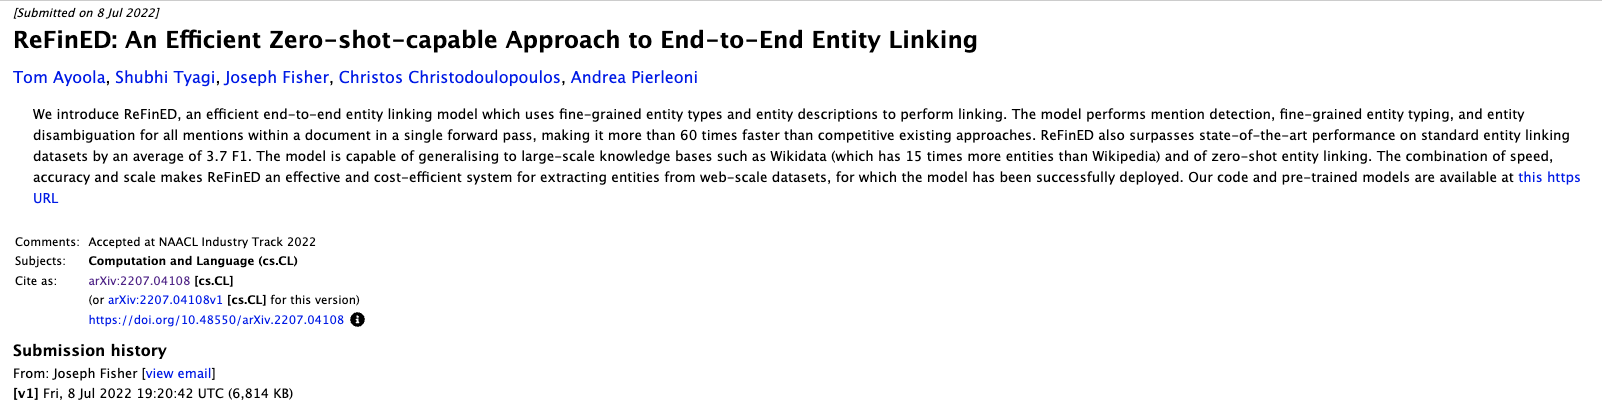 [Submitted on 8 Jul 2022]
ReFinED: An Efficient Zero-shot-capable Approach to End-to-End Entity Linking
Tom Ayoola, Shubhi Tyagi, Joseph Fisher, Christos Christodoulopoulos, Andrea Pierleoni
We introduce ReFinED, an efficient end-to-end entity linking model which uses fine-grained entity types and entity descriptions to perform linking. The model performs mention detection, fine-grained entity typing, and entity
disambiguation for all mentions within a document in a single forward pass, making it more than 60 times faster than competitive existing approaches. ReFinED also surpasses state-of-the-art performance on standard entity linking
datasets by an average of 3.7 F1. The model is capable of generalising to large-scale knowledge bases such as Wikidata (which has 15 times more entities than Wikipedia) and of zero-shot entity linking. The combination of speed,
accuracy and scale makes ReFinED an effective and cost-efficient system for extracting entities from web-scale datasets, for which the model has been successfully deployed. Our code and pre-trained models are available at this https
URL
Comments: Accepted at NAACL Industry Track 2022
Subjects: Computation and Language (cs.CL)
Cite as: arXiv:2207.04108 [cs.CL]
(or arXiv:2207.04108v1 [cs.CL] for this version)
https://doi.org/10.48550/arXiv.2207.04108
Submission history
From: Joseph Fisher [view email]
[v1] Fri, 8 Jul 2022 19:20:42 UTC (6,814 KB)